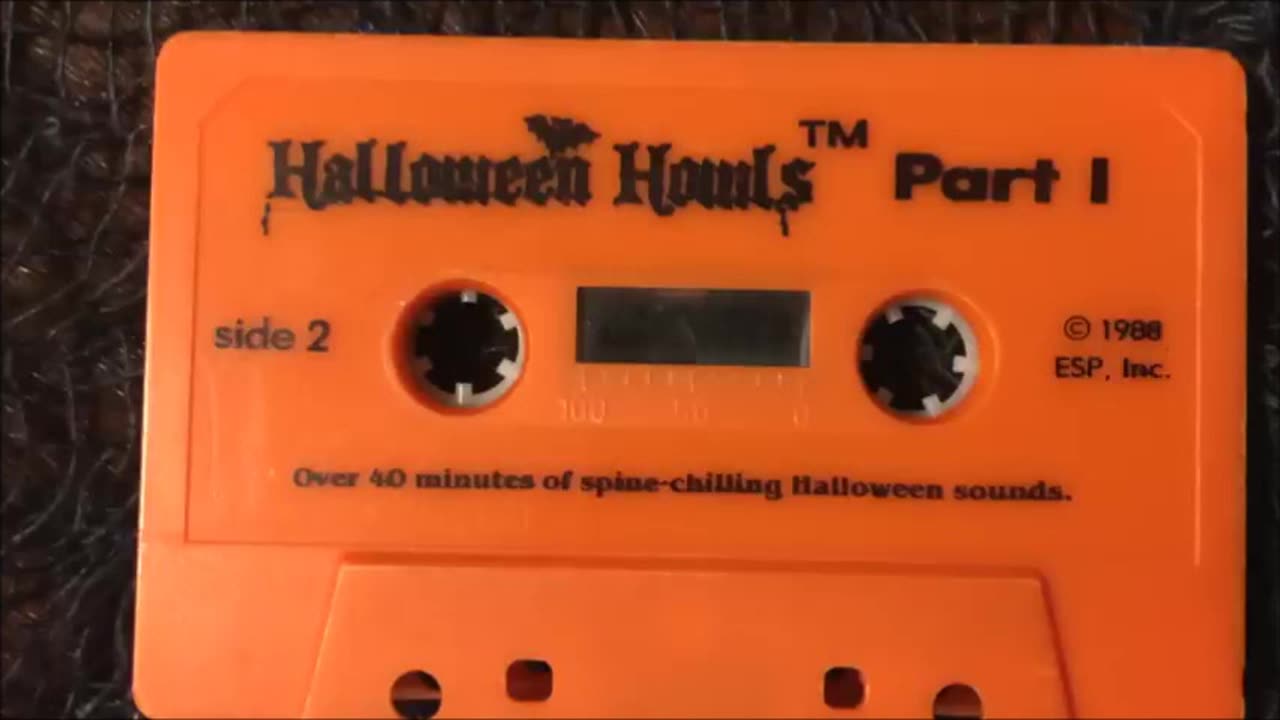 Halloween Howls™ Part I
side 2
© 1988
ESP, Inc.
100 50 0
Over 40 minutes of spine-chilling Halloween sounds.